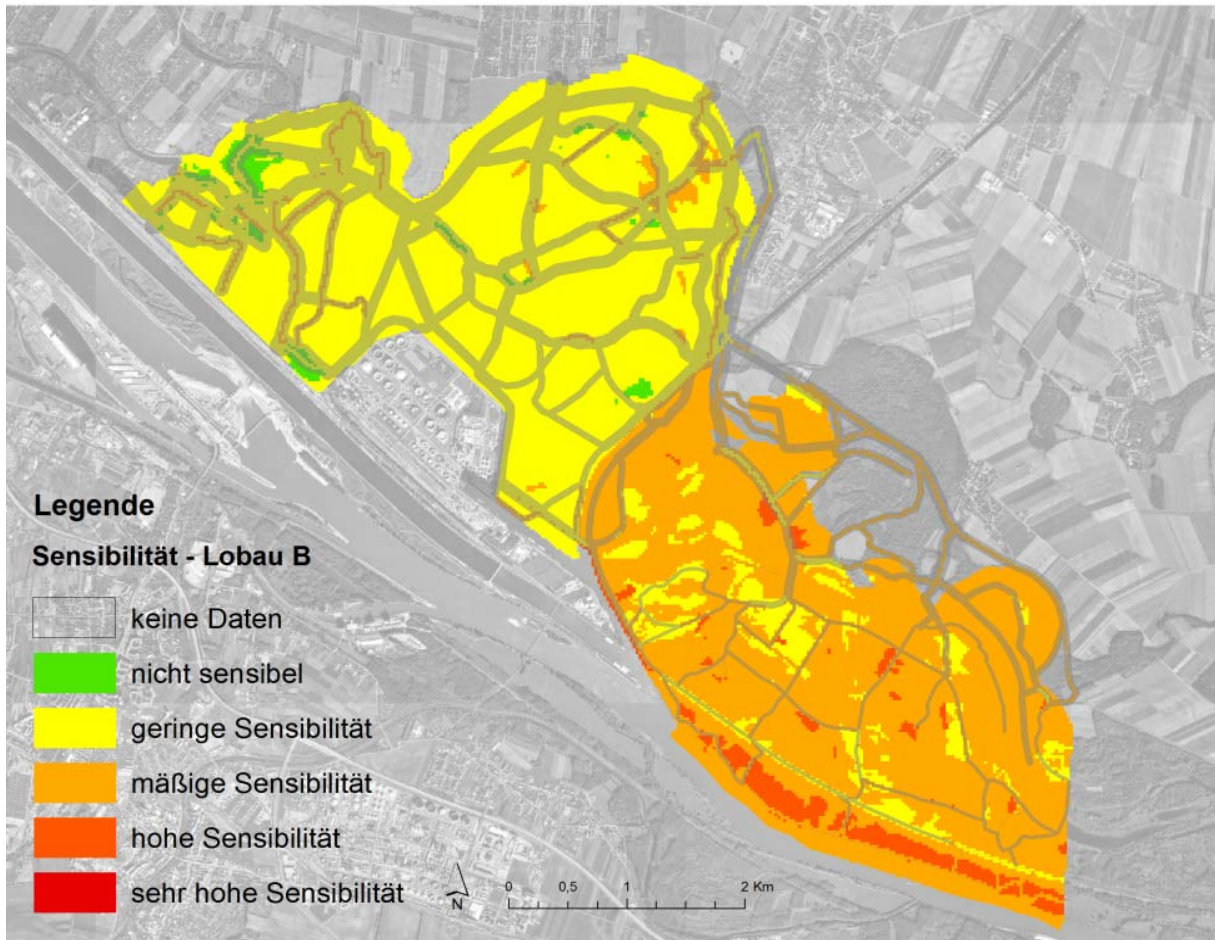 Legende
Sensibilität - Lobau B
keine Daten
nicht sensibel
geringe Sensibilität
mäßige Sensibilität
hohe Sensibilität
sehr hohe Sensibilität
N
0 0,5 1 2 Km